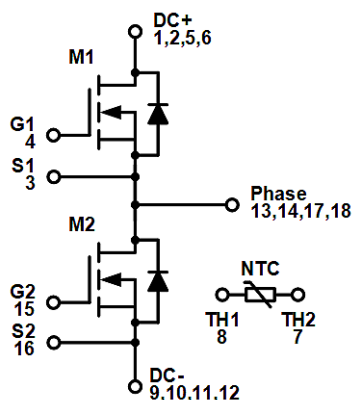 DC+
1,2,5,6
M1
G1
4
S1
3
Phase
13,14,17,18
M2
G2
15
S2
16
NTC
TH1
8
TH2
7
DC-
9,10,11,12